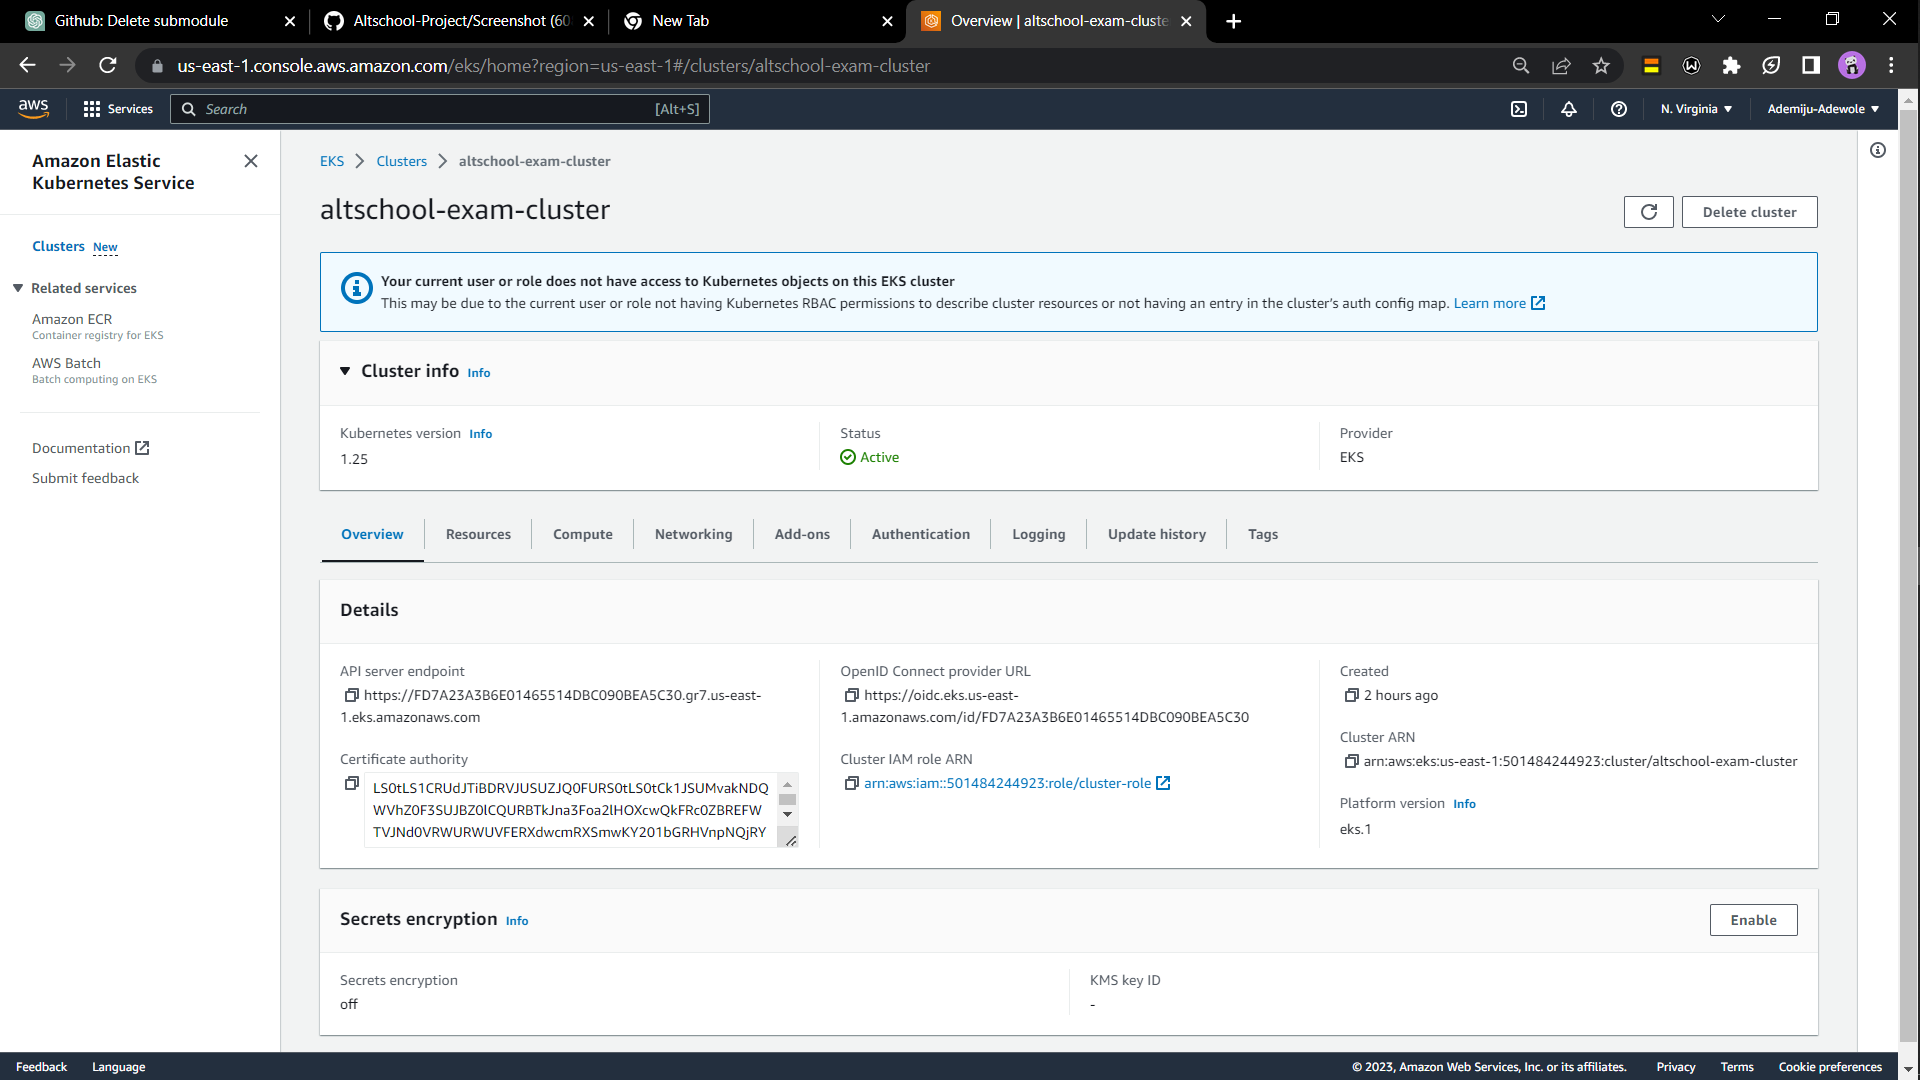 Github: Delete submodule
Altschool-Project/Screenshot (60
New Tab
Overview | altschool-exam-cluste
us-east-1.console.aws.amazon.com/eks/home?region=us-east-1#/clusters/altschool-exam-cluster
aws
Services
Search
[Alt+S]
N. Virginia
Ademiju-Adewole
Amazon Elastic
Kubernetes Service
Clusters New
Related services
Amazon ECR
Container registry for EKS
AWS Batch
Batch computing on EKS
Documentation
Submit feedback
EKS
Clusters
altschool-exam-cluster
altschool-exam-cluster
Delete cluster
Your current user or role does not have access to Kubernetes objects on this EKS cluster
This may be due to the current user or role not having Kubernetes RBAC permissions to describe cluster resources or not having an entry in the cluster's auth config map. Learn more
Cluster info Info
Kubernetes version Info
1.25
Status
Active
Provider
EKS
Overview
Resources
Compute
Networking
Add-ons
Authentication
Logging
Update history
Tags
Details
API server endpoint
https://FD7A23A3B6E01465514DBC090BEA5C30.gr7.us-east-
1.eks.amazonaws.com
Certificate authority
LS0tLS1CRUdJTiBDRVJUSUZJQ0FURS0tLS0tCk1JSUMvakNDQ
WVhZ0F3SUJBZ0lCQURBTkJna3Foa2lHOXcwQkFRc0ZBREFW
TVJNd0VRWURWUVFERXdwcmRXSmwKY201bGRHVnpNQjRY
OpenID Connect provider URL
https://oidc.eks.us-east-
1.amazonaws.com/id/FD7A23A3B6E01465514DBC090BEA5C30
Cluster IAM role ARN
arn:aws:iam::501484244923:role/cluster-role
Created
2 hours ago
Cluster ARN
arn:aws:eks:us-east-1:501484244923:cluster/altschool-exam-cluster
Platform version Info
eks.1
Secrets encryption Info
Enable
Secrets encryption
off
KMS key ID
-
Feedback
Language
© 2023, Amazon Web Services, Inc. or its affiliates.
Privacy
Terms
Cookie preferences